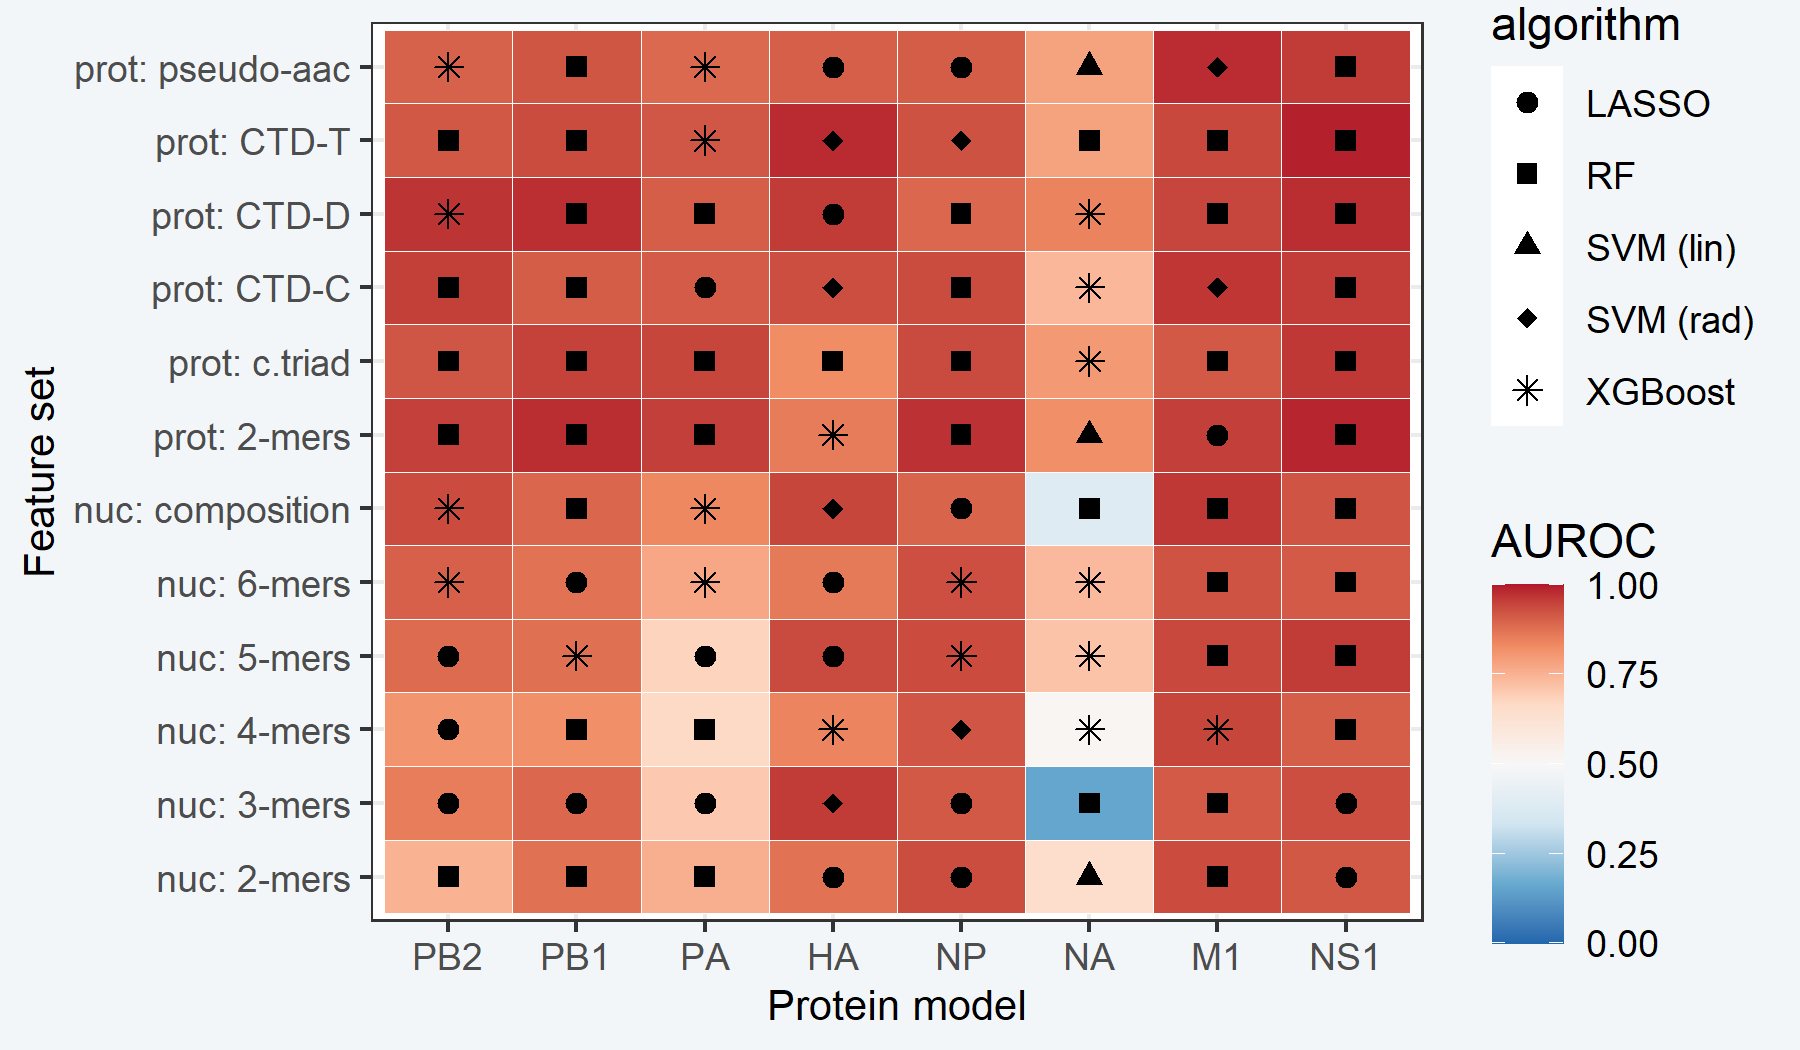 Feature set
prot: pseudo-aac
prot: CTD-T
prot: CTD-D
prot: CTD-C
prot: c.triad
prot: 2-mers
nuc: composition
nuc: 6-mers
nuc: 5-mers
nuc: 4-mers
nuc: 3-mers
nuc: 2-mers
PB2 PB1 PA HA NP NA M1 NS1
Protein model
algorithm
LASSO
RF
SVM (lin)
SVM (rad)
XGBoost
AUROC
1.00
0.75
0.50
0.25
0.00